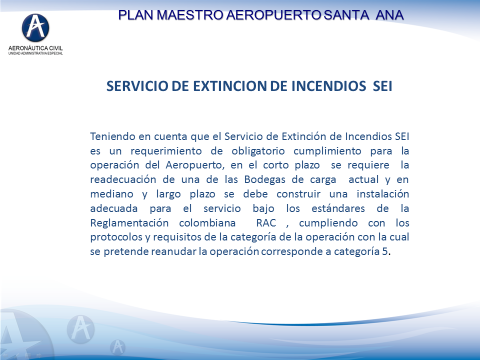 PLAN MAESTRO AEROPUERTO SANTA ANA
AERONÁUTICA CIVIL
UNIDAD ADMINISTRATIVA ESPECIAL
SERVICIO DE EXTINCION DE INCENDIOS SEI
Teniendo en cuenta que el Servicio de Extinción de Incendios SEI
es un requerimiento de obligatorio cumplimiento para la
operación del Aeropuerto, en el corto plazo se requiere la
readecuación de una de las Bodegas de carga actual y en
mediano y largo plazo se debe construir una instalación
adecuada para el servicio bajo los estándares de la
Reglamentación colombiana RAC , cumpliendo con los
protocolos y requisitos de la categoría de la operación con la cual
se pretende reanudar la operación corresponde a categoría 5.